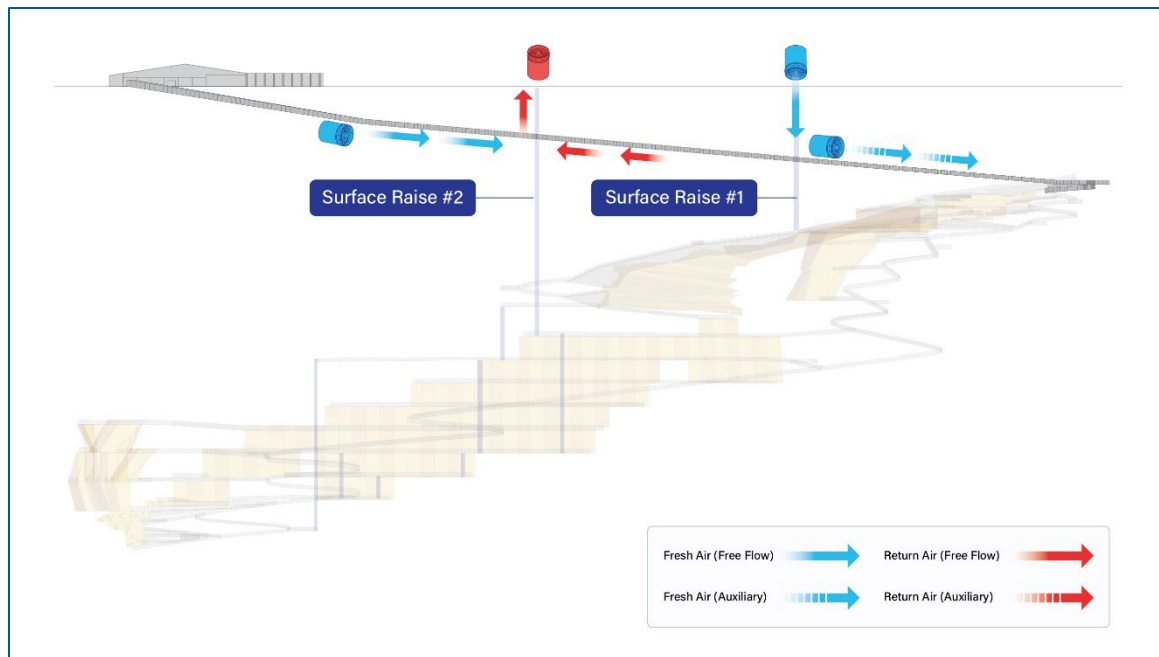 Surface Raise #2
Surface Raise #1
Fresh Air (Free Flow)
Return Air (Free Flow)
Fresh Air (Auxiliary)
Return Air (Auxiliary)